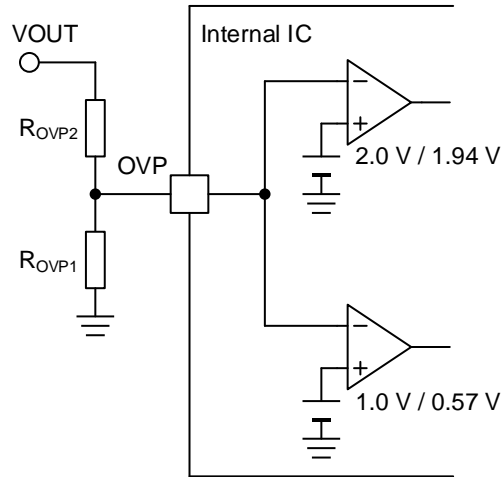 VOUT
Internal IC
R_OVP2
OVP
−
+
2.0 V / 1.94 V
R_OVP1
−
+
1.0 V / 0.57 V